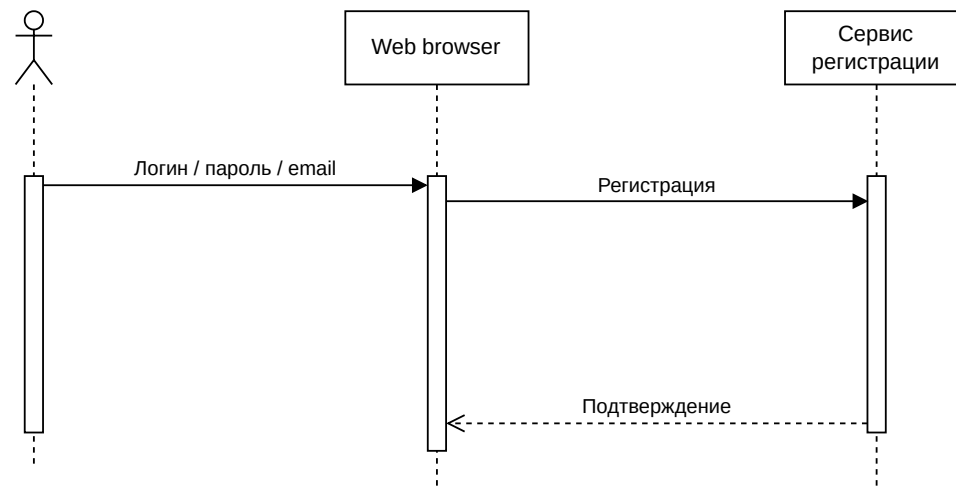 Web browser
Сервис
регистрации
Логин / пароль / email
Регистрация
Подтверждение